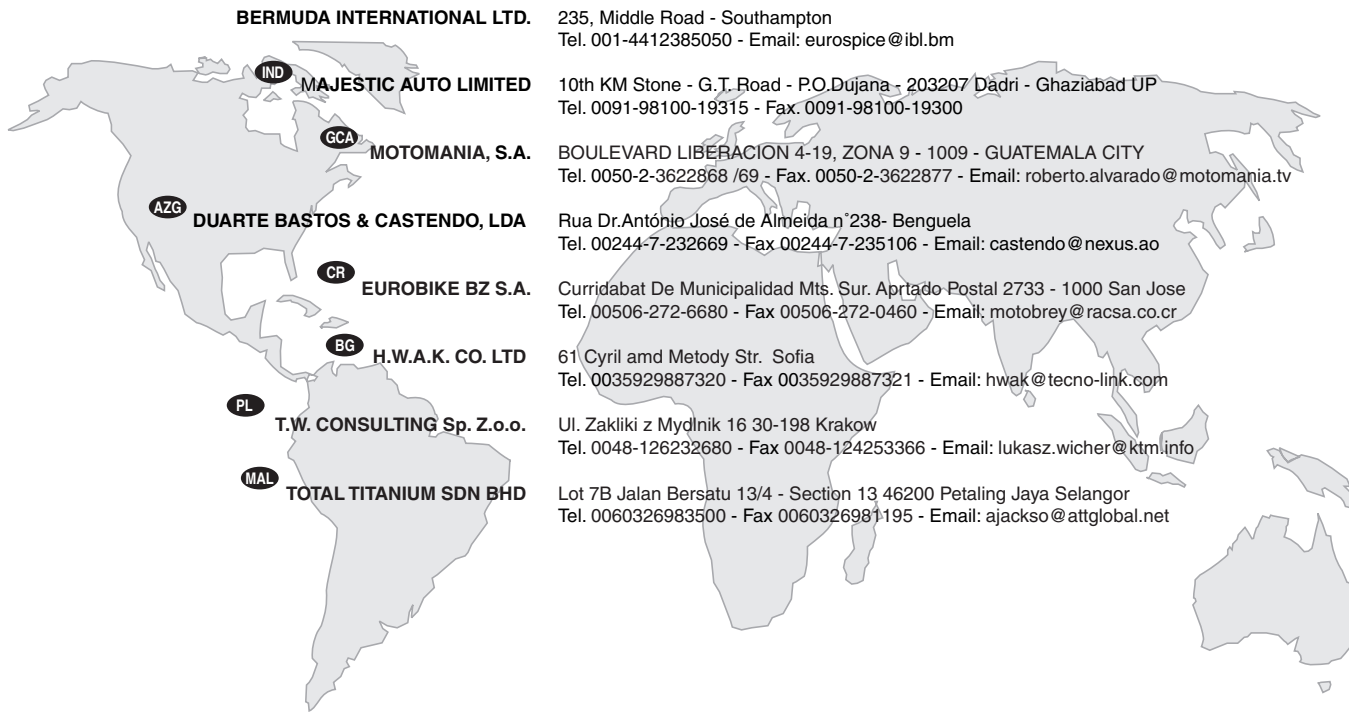 BERMUDA INTERNATIONAL LTD. 235, Middle Road - Southampton
Tel. 001-4412385050 - Email: eurospice@ibl.bm
IND MAJESTIC AUTO LIMITED 10th KM Stone - G.T. Road - P.O.Dujana - 203207 Dadri - Ghaziabad UP
Tel. 0091-98100-19315 - Fax. 0091-98100-19300
GCA MOTOMANIA, S.A. BOULEVARD LIBERACION 4-19, ZONA 9 - 1009 - GUATEMALA CITY
Tel. 0050-2-3622868 /69 - Fax. 0050-2-3622877 - Email: roberto.alvarado@motomania.tv
AZG DUARTE BASTOS & CASTENDO, LDA Rua Dr.António José de Almeida n°238- Benguela
Tel. 00244-7-232669 - Fax 00244-7-235106 - Email: castendo@nexus.ao
CR EUROBIKE BZ S.A. Curridabat De Municipalidad Mts. Sur. Aprtado Postal 2733 - 1000 San Jose
Tel. 00506-272-6680 - Fax 00506-272-0460 - Email: motobrey@racsa.co.cr
BG H.W.A.K. CO. LTD 61 Cyril amd Metody Str. Sofia
Tel. 0035929887320 - Fax 0035929887321 - Email: hwak@tecno-link.com
PL T.W. CONSULTING Sp. Z.o.o. Ul. Zakliki z Mydlnik 16 30-198 Krakow
Tel. 0048-126232680 - Fax 0048-124253366 - Email: lukasz.wicher@ktm.info
MAL TOTAL TITANIUM SDN BHD Lot 7B Jalan Bersatu 13/4 - Section 13 46200 Petaling Jaya Selangor
Tel. 0060326983500 - Fax 0060326981195 - Email: ajackso@attglobal.net